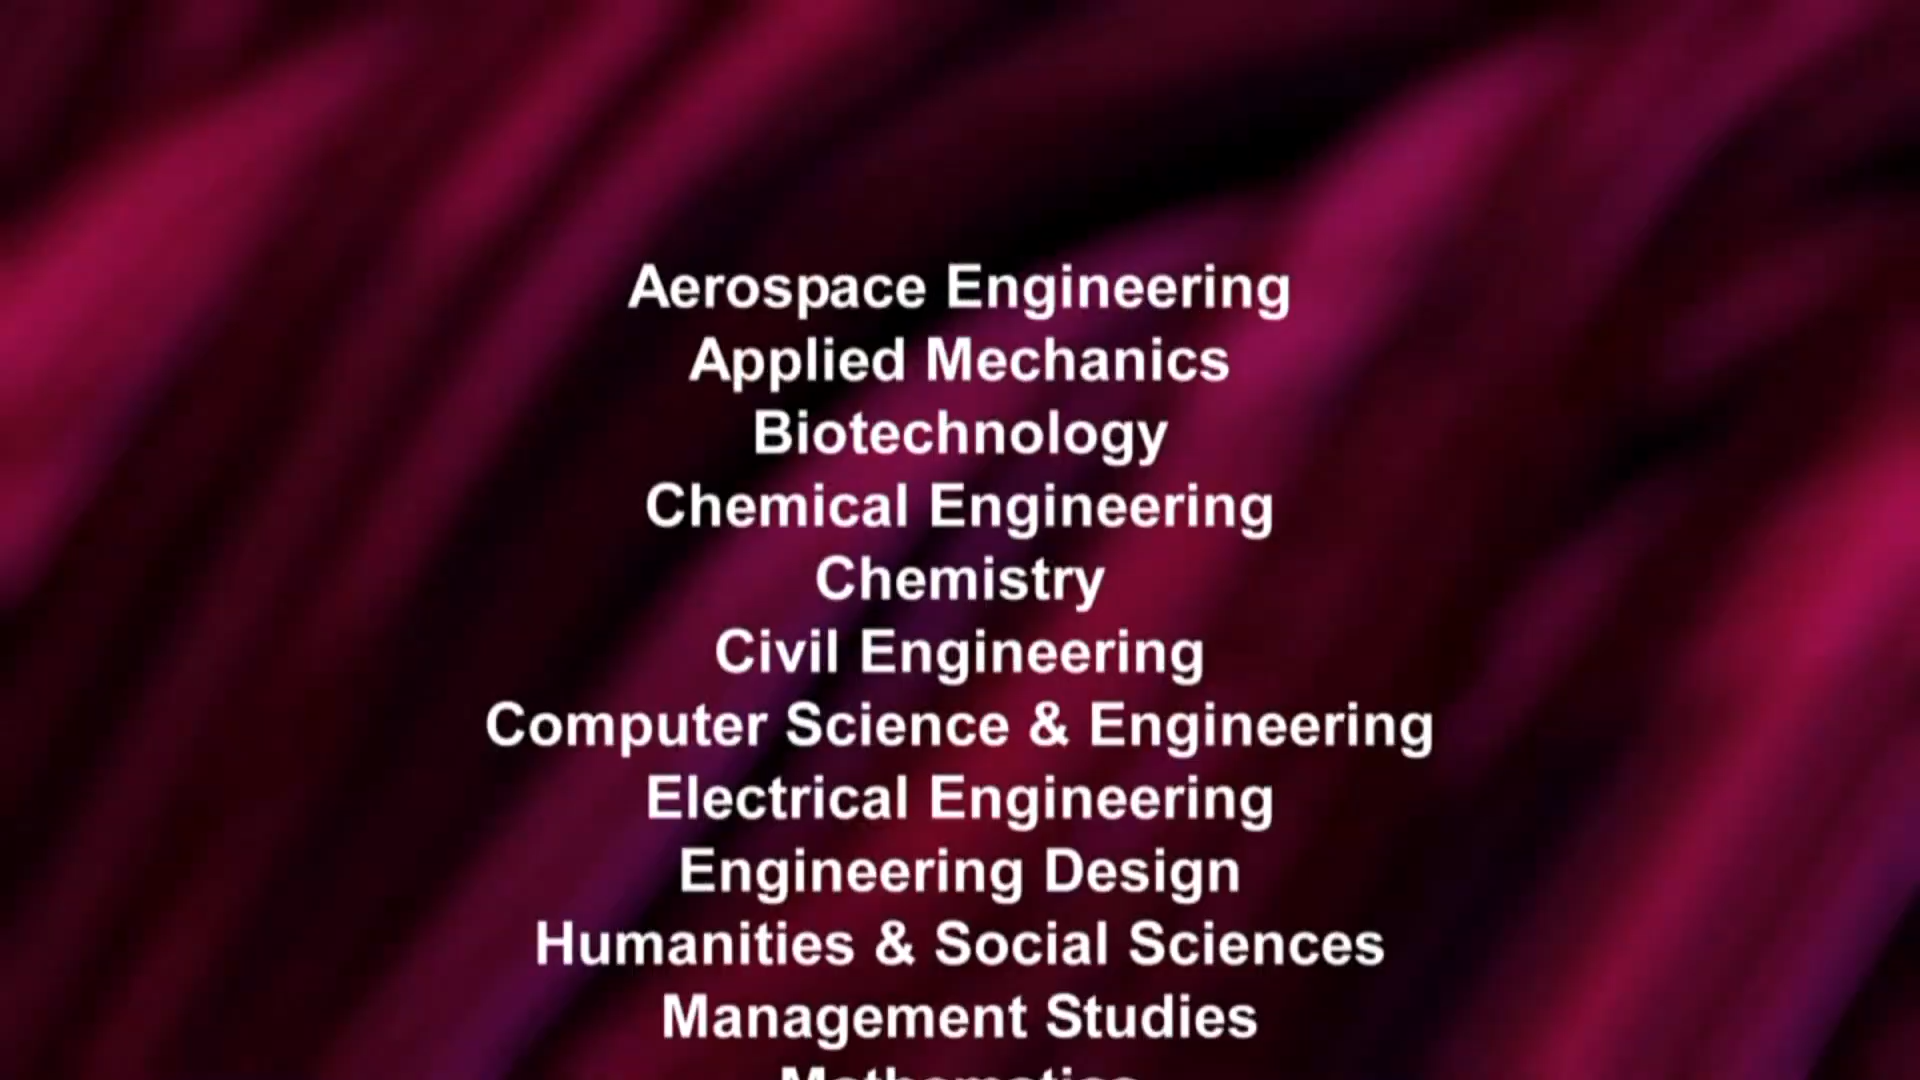 Aerospace Engineering
Applied Mechanics
Biotechnology
Chemical Engineering
Chemistry
Civil Engineering
Computer Science & Engineering
Electrical Engineering
Engineering Design
Humanities & Social Sciences
Management Studies
Mathematics